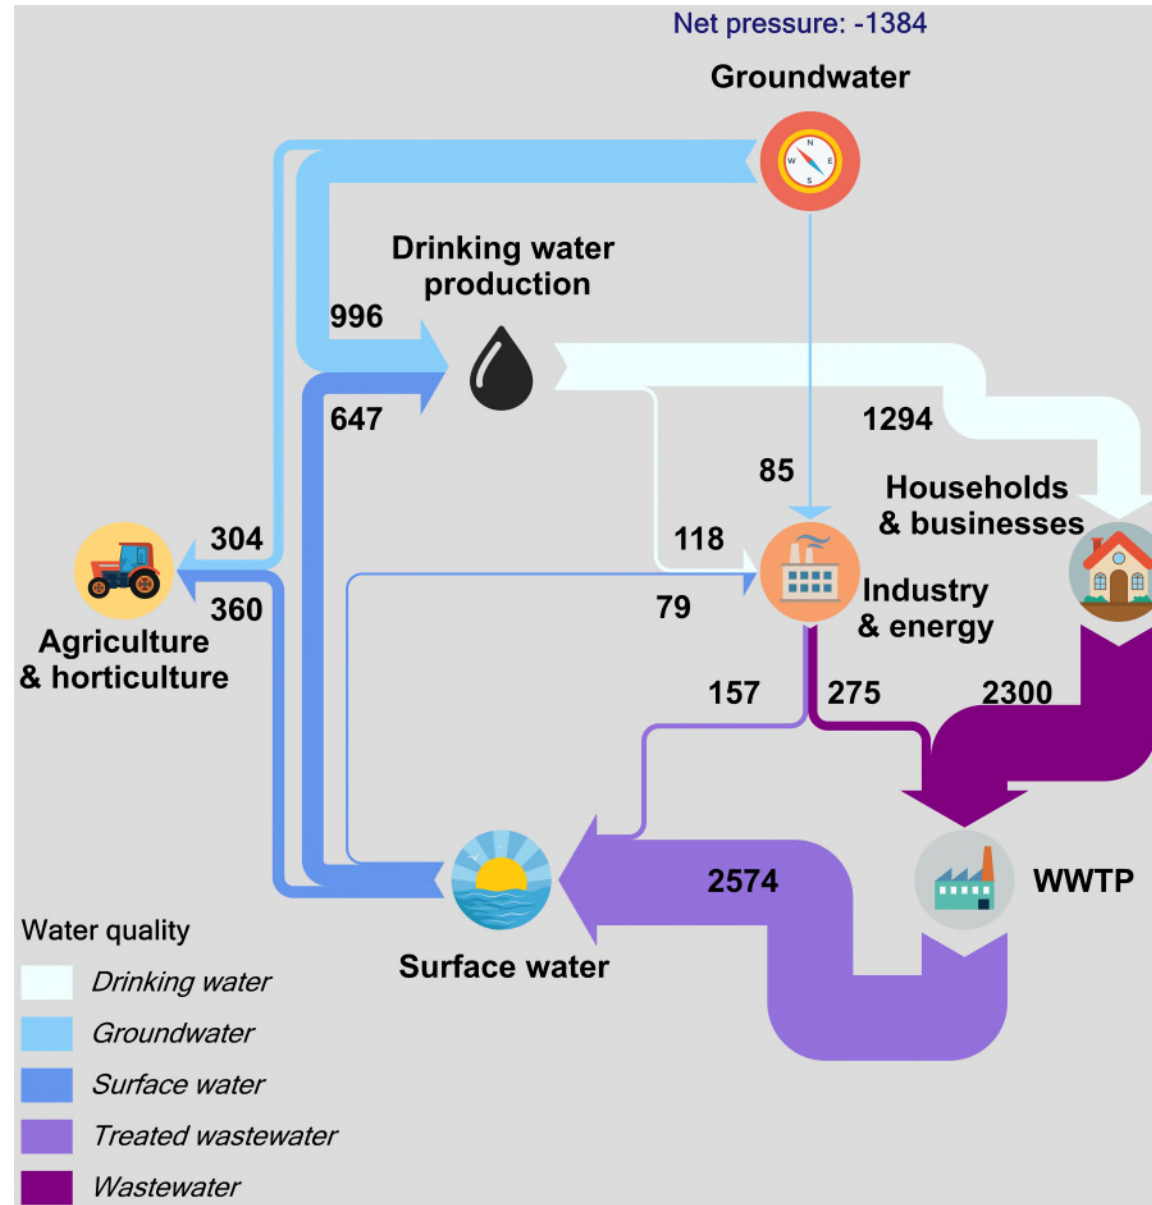 Net pressure: -1384
Groundwater
N
W E
S
Drinking water
production
996
647
1294
85
Households
& businesses
304
118
360
79
Industry
& energy
Agriculture
& horticulture
157
275
2300
2574
WWTP
Surface water
Water quality
Drinking water
Groundwater
Surface water
Treated wastewater
Wastewater